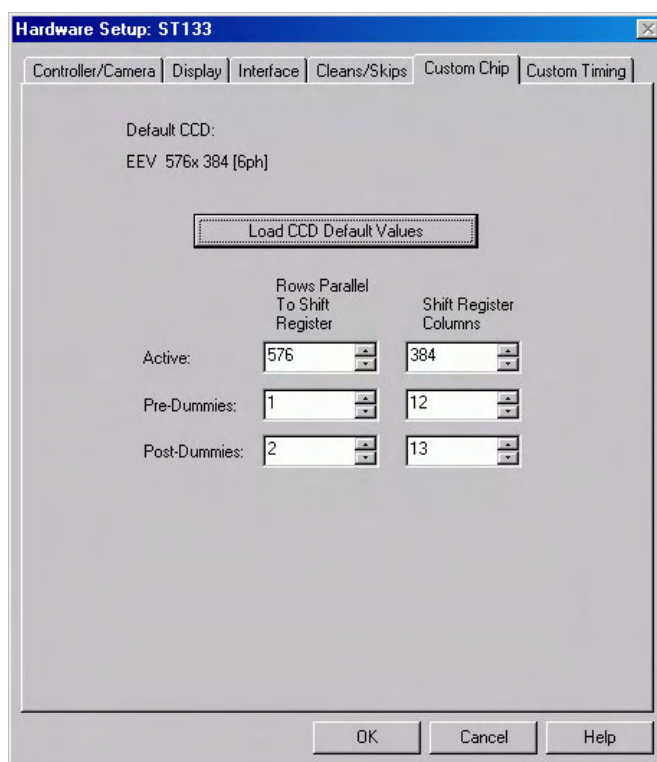 Hardware Setup: ST133
Controller/Camera Display Interface Cleans/Skips Custom Chip Custom Timing
Default CCD:
EEV 576x 384 [6ph]
Load CCD Default Values
Rows Parallel
To Shift
Register
Shift Register
Columns
Active: 576 384
Pre-Dummies: 1 12
Post-Dummies: 2 13
OK Cancel Help